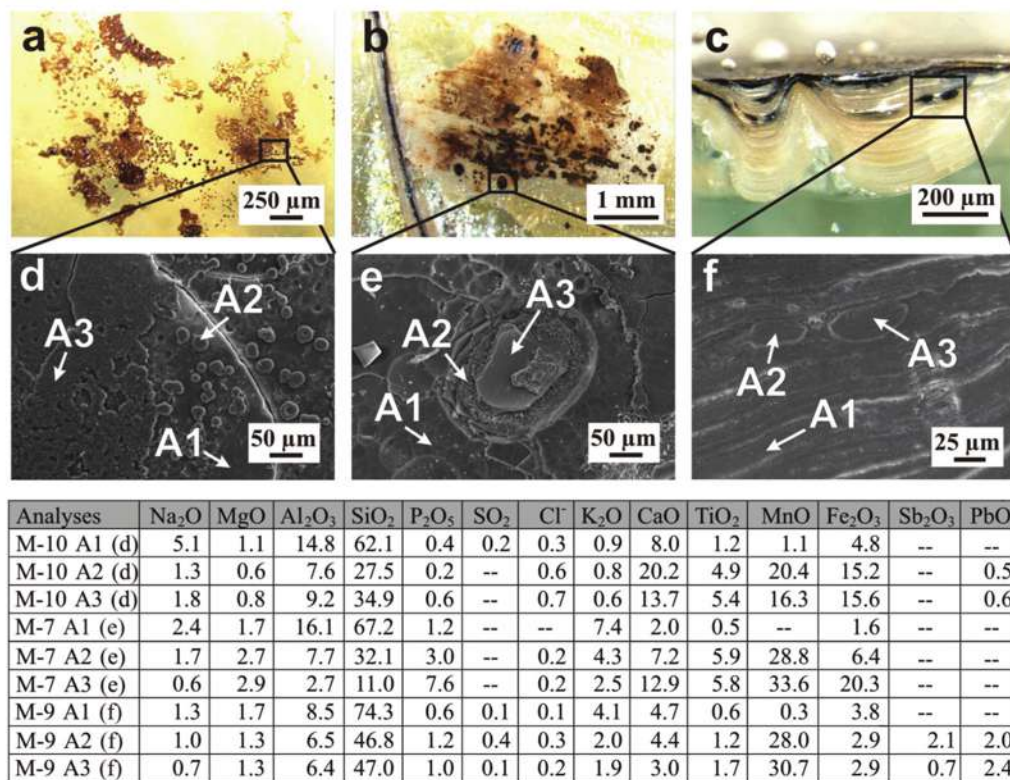 a b c
250 µm 1 mm 200 µm
d e f
A3 A2 A1 A3 A2 A1 A2 A3 A1
50 µm 50 µm 25 µm
Analyses Na₂O MgO Al₂O₃ SiO₂ P₂O₅ SO₂ Cl⁻ K₂O CaO TiO₂ MnO Fe₂O₃ Sb₂O₃ PbO
M-10 A1 (d) 5.1 1.1 14.8 62.1 0.4 0.2 0.3 0.9 8.0 1.2 1.1 4.8 -- --
M-10 A2 (d) 1.3 0.6 7.6 27.5 0.2 -- 0.6 0.8 20.2 4.9 20.4 15.2 -- 0.5
M-10 A3 (d) 1.8 0.8 9.2 34.9 0.6 -- 0.7 0.6 13.7 5.4 16.3 15.6 -- 0.6
M-7 A1 (e) 2.4 1.7 16.1 67.2 1.2 -- -- 7.4 2.0 0.5 -- 1.6 -- --
M-7 A2 (e) 1.7 2.7 7.7 32.1 3.0 -- 0.2 4.3 7.2 5.9 28.8 6.4 -- --
M-7 A3 (e) 0.6 2.9 2.7 11.0 7.6 -- 0.2 2.5 12.9 5.8 33.6 20.3 -- --
M-9 A1 (f) 1.3 1.7 8.5 74.3 0.6 0.1 0.1 4.1 4.7 0.6 0.3 3.8 -- --
M-9 A2 (f) 1.0 1.3 6.5 46.8 1.2 0.4 0.3 2.0 4.4 1.2 28.0 2.9 2.1 2.0
M-9 A3 (f) 0.7 1.3 6.4 47.0 1.0 0.1 0.2 1.9 3.0 1.7 30.7 2.9 0.7 2.4